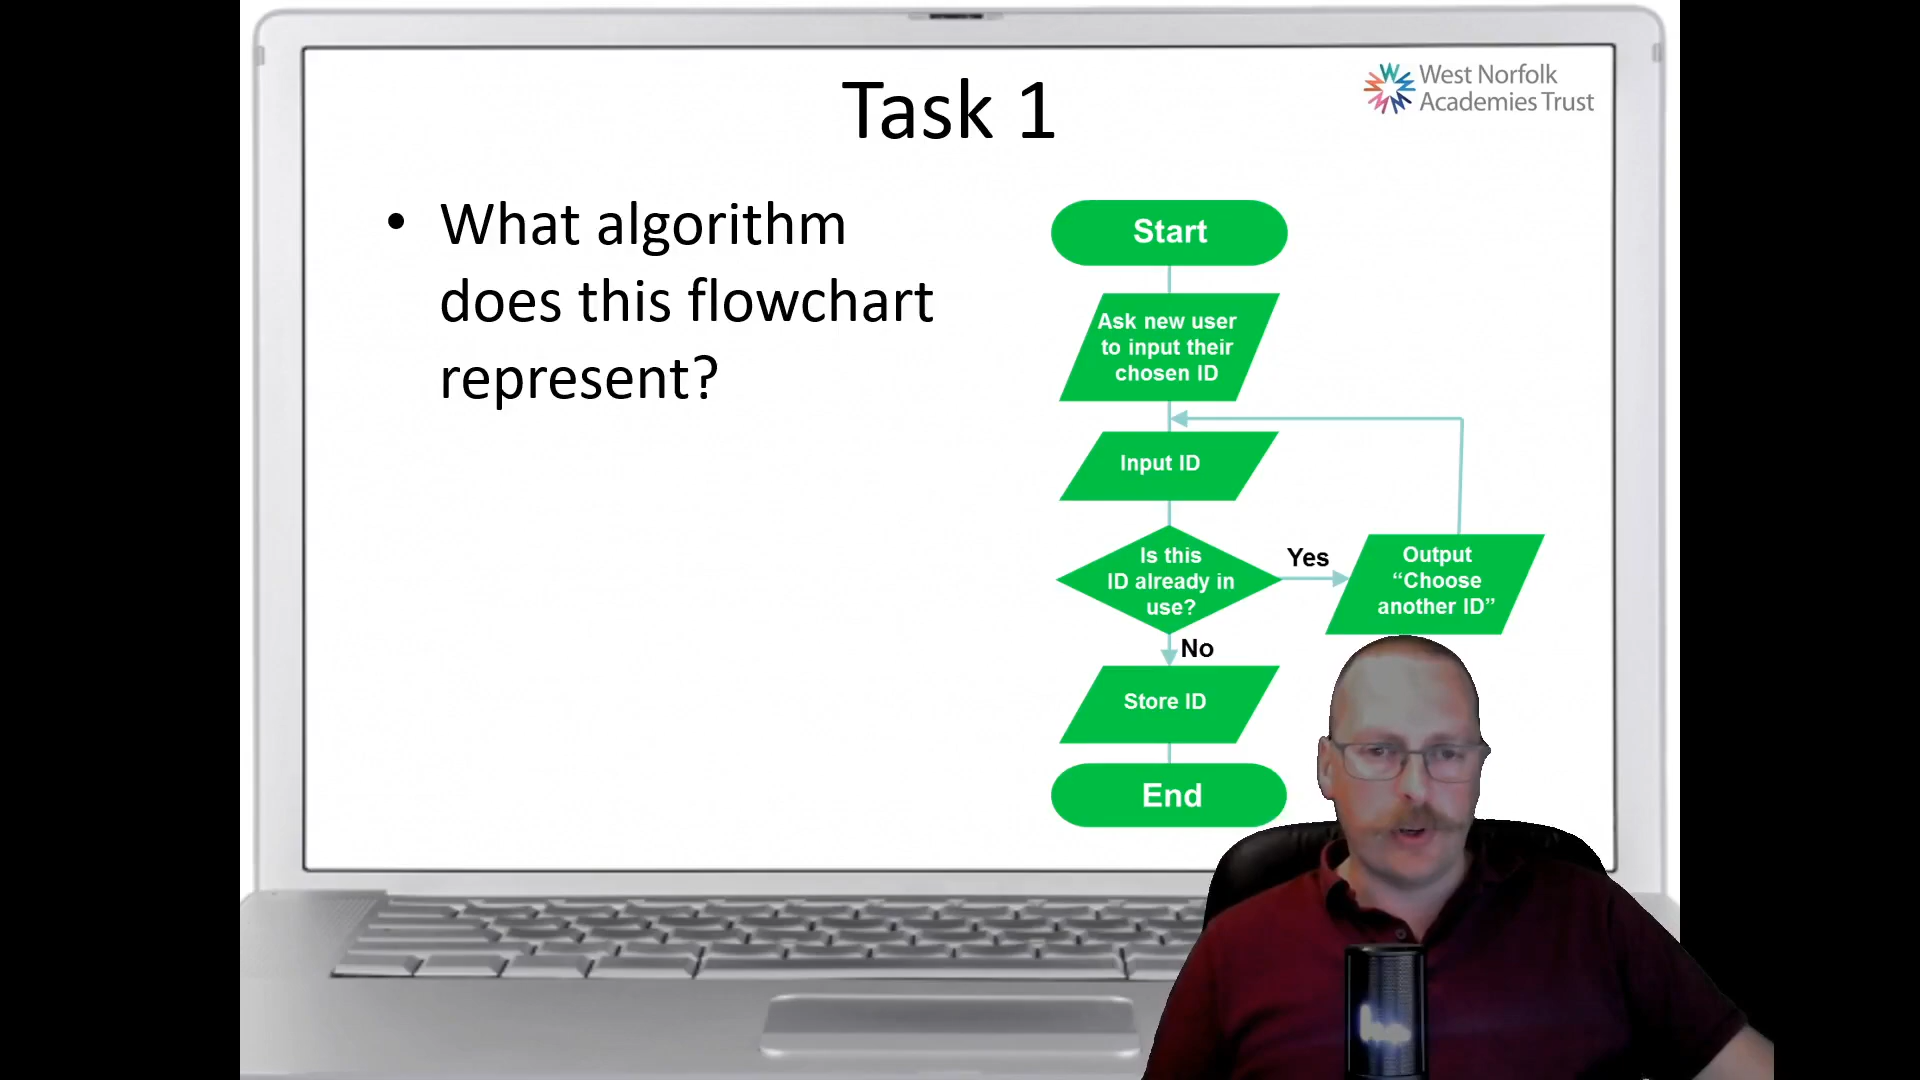 Task 1
West Norfolk
Academies Trust
• What algorithm
does this flowchart
represent?
Start
Ask new user
to input their
chosen ID
Input ID
Is this
ID already in
use?
Yes
Output
“Choose
another ID”
No
Store ID
End